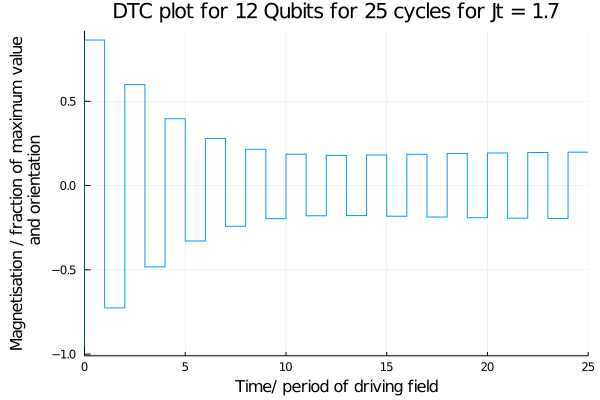 DTC plot for 12 Qubits for 25 cycles for Jt = 1.7
Magnetisation / fraction of maximum value
and orientation
0.5
0.0
−0.5
−1.0
0 5 10 15 20 25
Time/ period of driving field